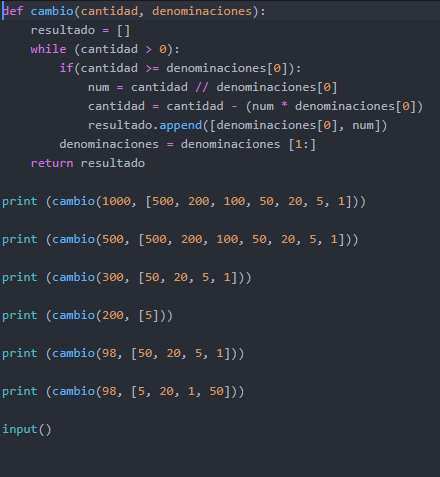 def cambio(cantidad, denominaciones):
    resultado = []
    while (cantidad > 0):
        if(cantidad >= denominaciones[0]):
            num = cantidad // denominaciones[0]
            cantidad = cantidad - (num * denominaciones[0])
            resultado.append([denominaciones[0], num])
        denominaciones = denominaciones [1:]
    return resultado
print (cambio(1000, [500, 200, 100, 50, 20, 5, 1]))
print (cambio(500, [500, 200, 100, 50, 20, 5, 1]))
print (cambio(300, [50, 20, 5, 1]))
print (cambio(200, [5]))
print (cambio(98, [50, 20, 5, 1]))
print (cambio(98, [5, 20, 1, 50]))
input()